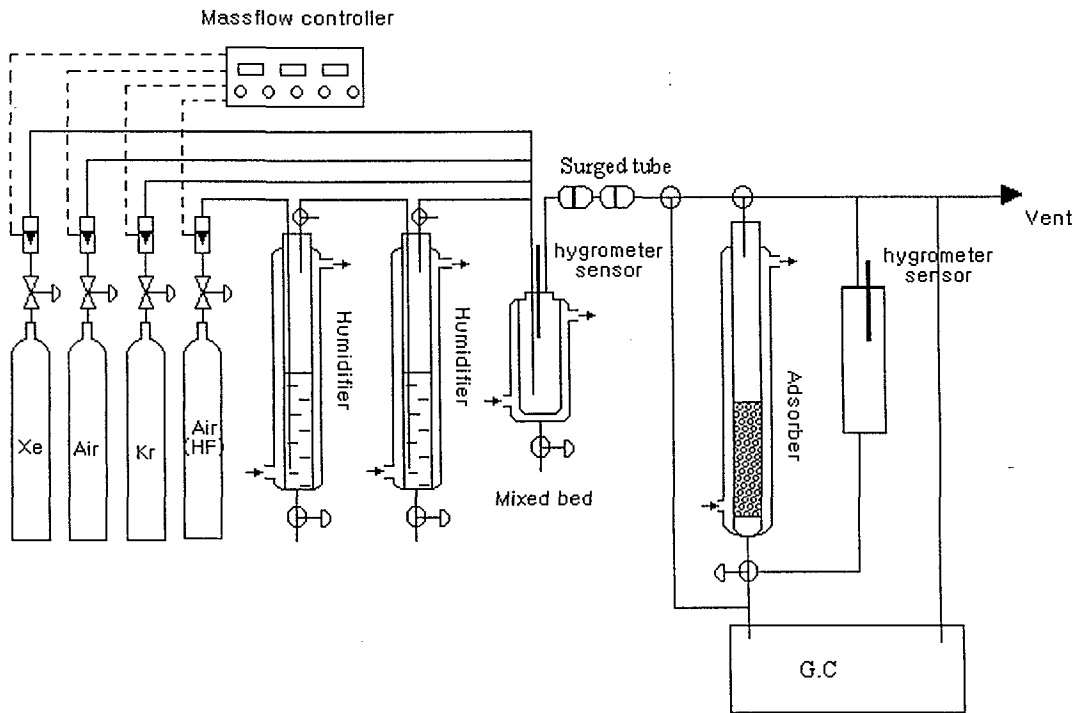 Massflow controller
Surged tube
Vent
hygrometer
sensor
hygrometer
sensor
Humidifier
Humidifier
Adsorber
Xe
Air
Kr
Air
(HF)
Mixed bed
G.C